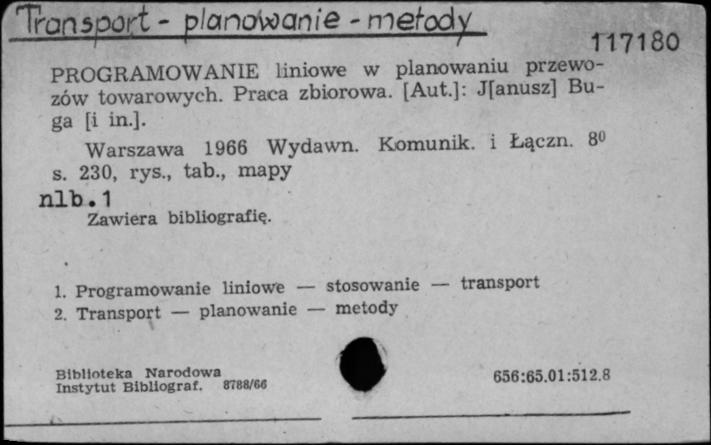 Transport - planowanie - metody
117180
PROGRAMOWANIE liniowe w planowaniu przewo-
zów towarowych. Praca zbiorowa. [Aut.]: J[anusz] Bu-
ga [i in.].
Warszawa 1966 Wydawn. Komunik. i Łączn. 8⁰
s. 230, rys., tab., mapy
nlb.1
Zawiera bibliografię.
1. Programowanie liniowe — stosowanie — transport
2. Transport — planowanie — metody
Biblioteka Narodowa
Instytut Bibliograf. 8788/66
656:65.01:512.8